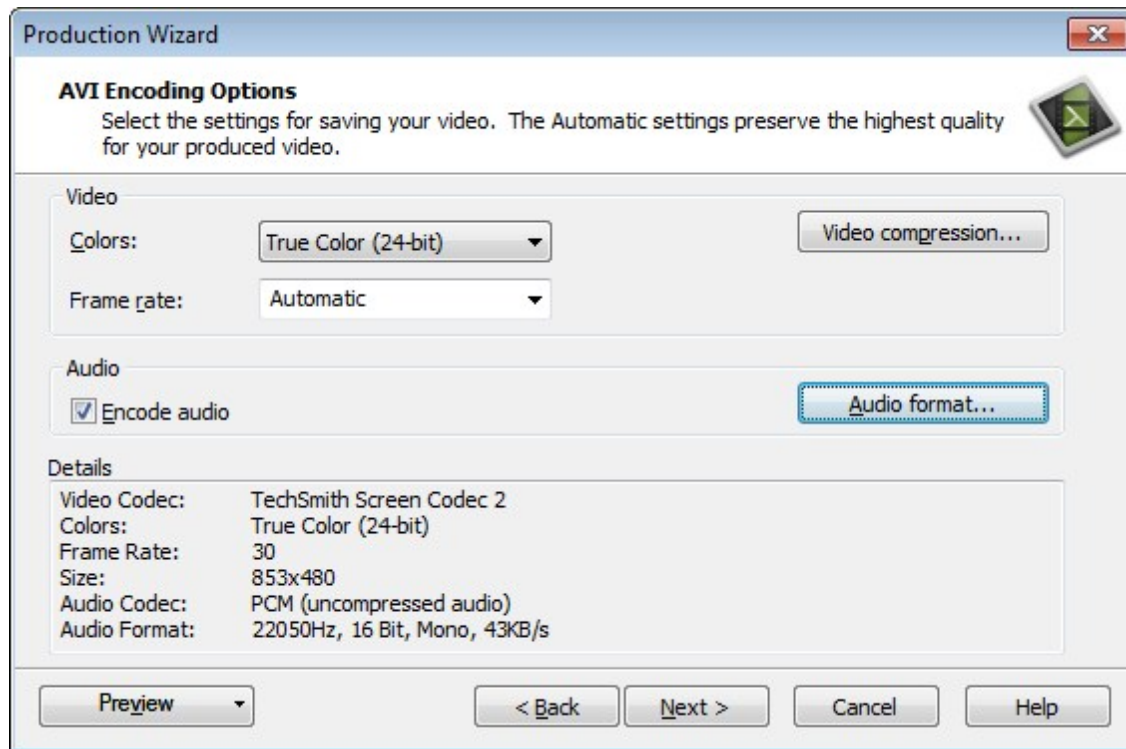 Production Wizard
AVI Encoding Options
Select the settings for saving your video. The Automatic settings preserve the highest quality
for your produced video.
Video
Colors: True Color (24-bit) Video compression...
Frame rate: Automatic
Audio
Encode audio Audio format...
Details
Video Codec: TechSmith Screen Codec 2
Colors: True Color (24-bit)
Frame Rate: 30
Size: 853x480
Audio Codec: PCM (uncompressed audio)
Audio Format: 22050Hz, 16 Bit, Mono, 43KB/s
Preview < Back Next > Cancel Help